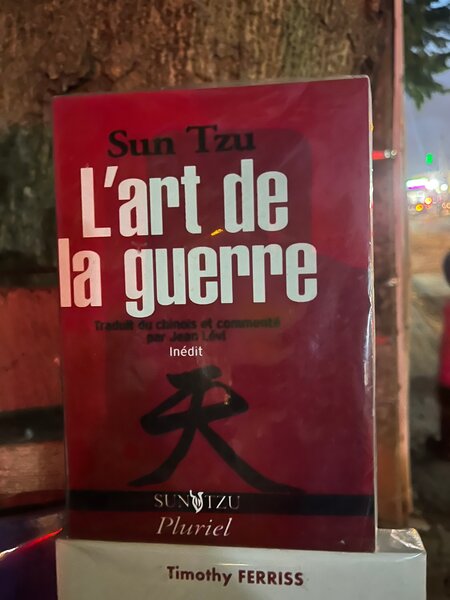 Sun Tzu
L'art de
la guerre
Traduit du chinois et commenté
par Jean Lévi
Inédit
天
SUN TZU
Pluriel
Timothy FERRISS